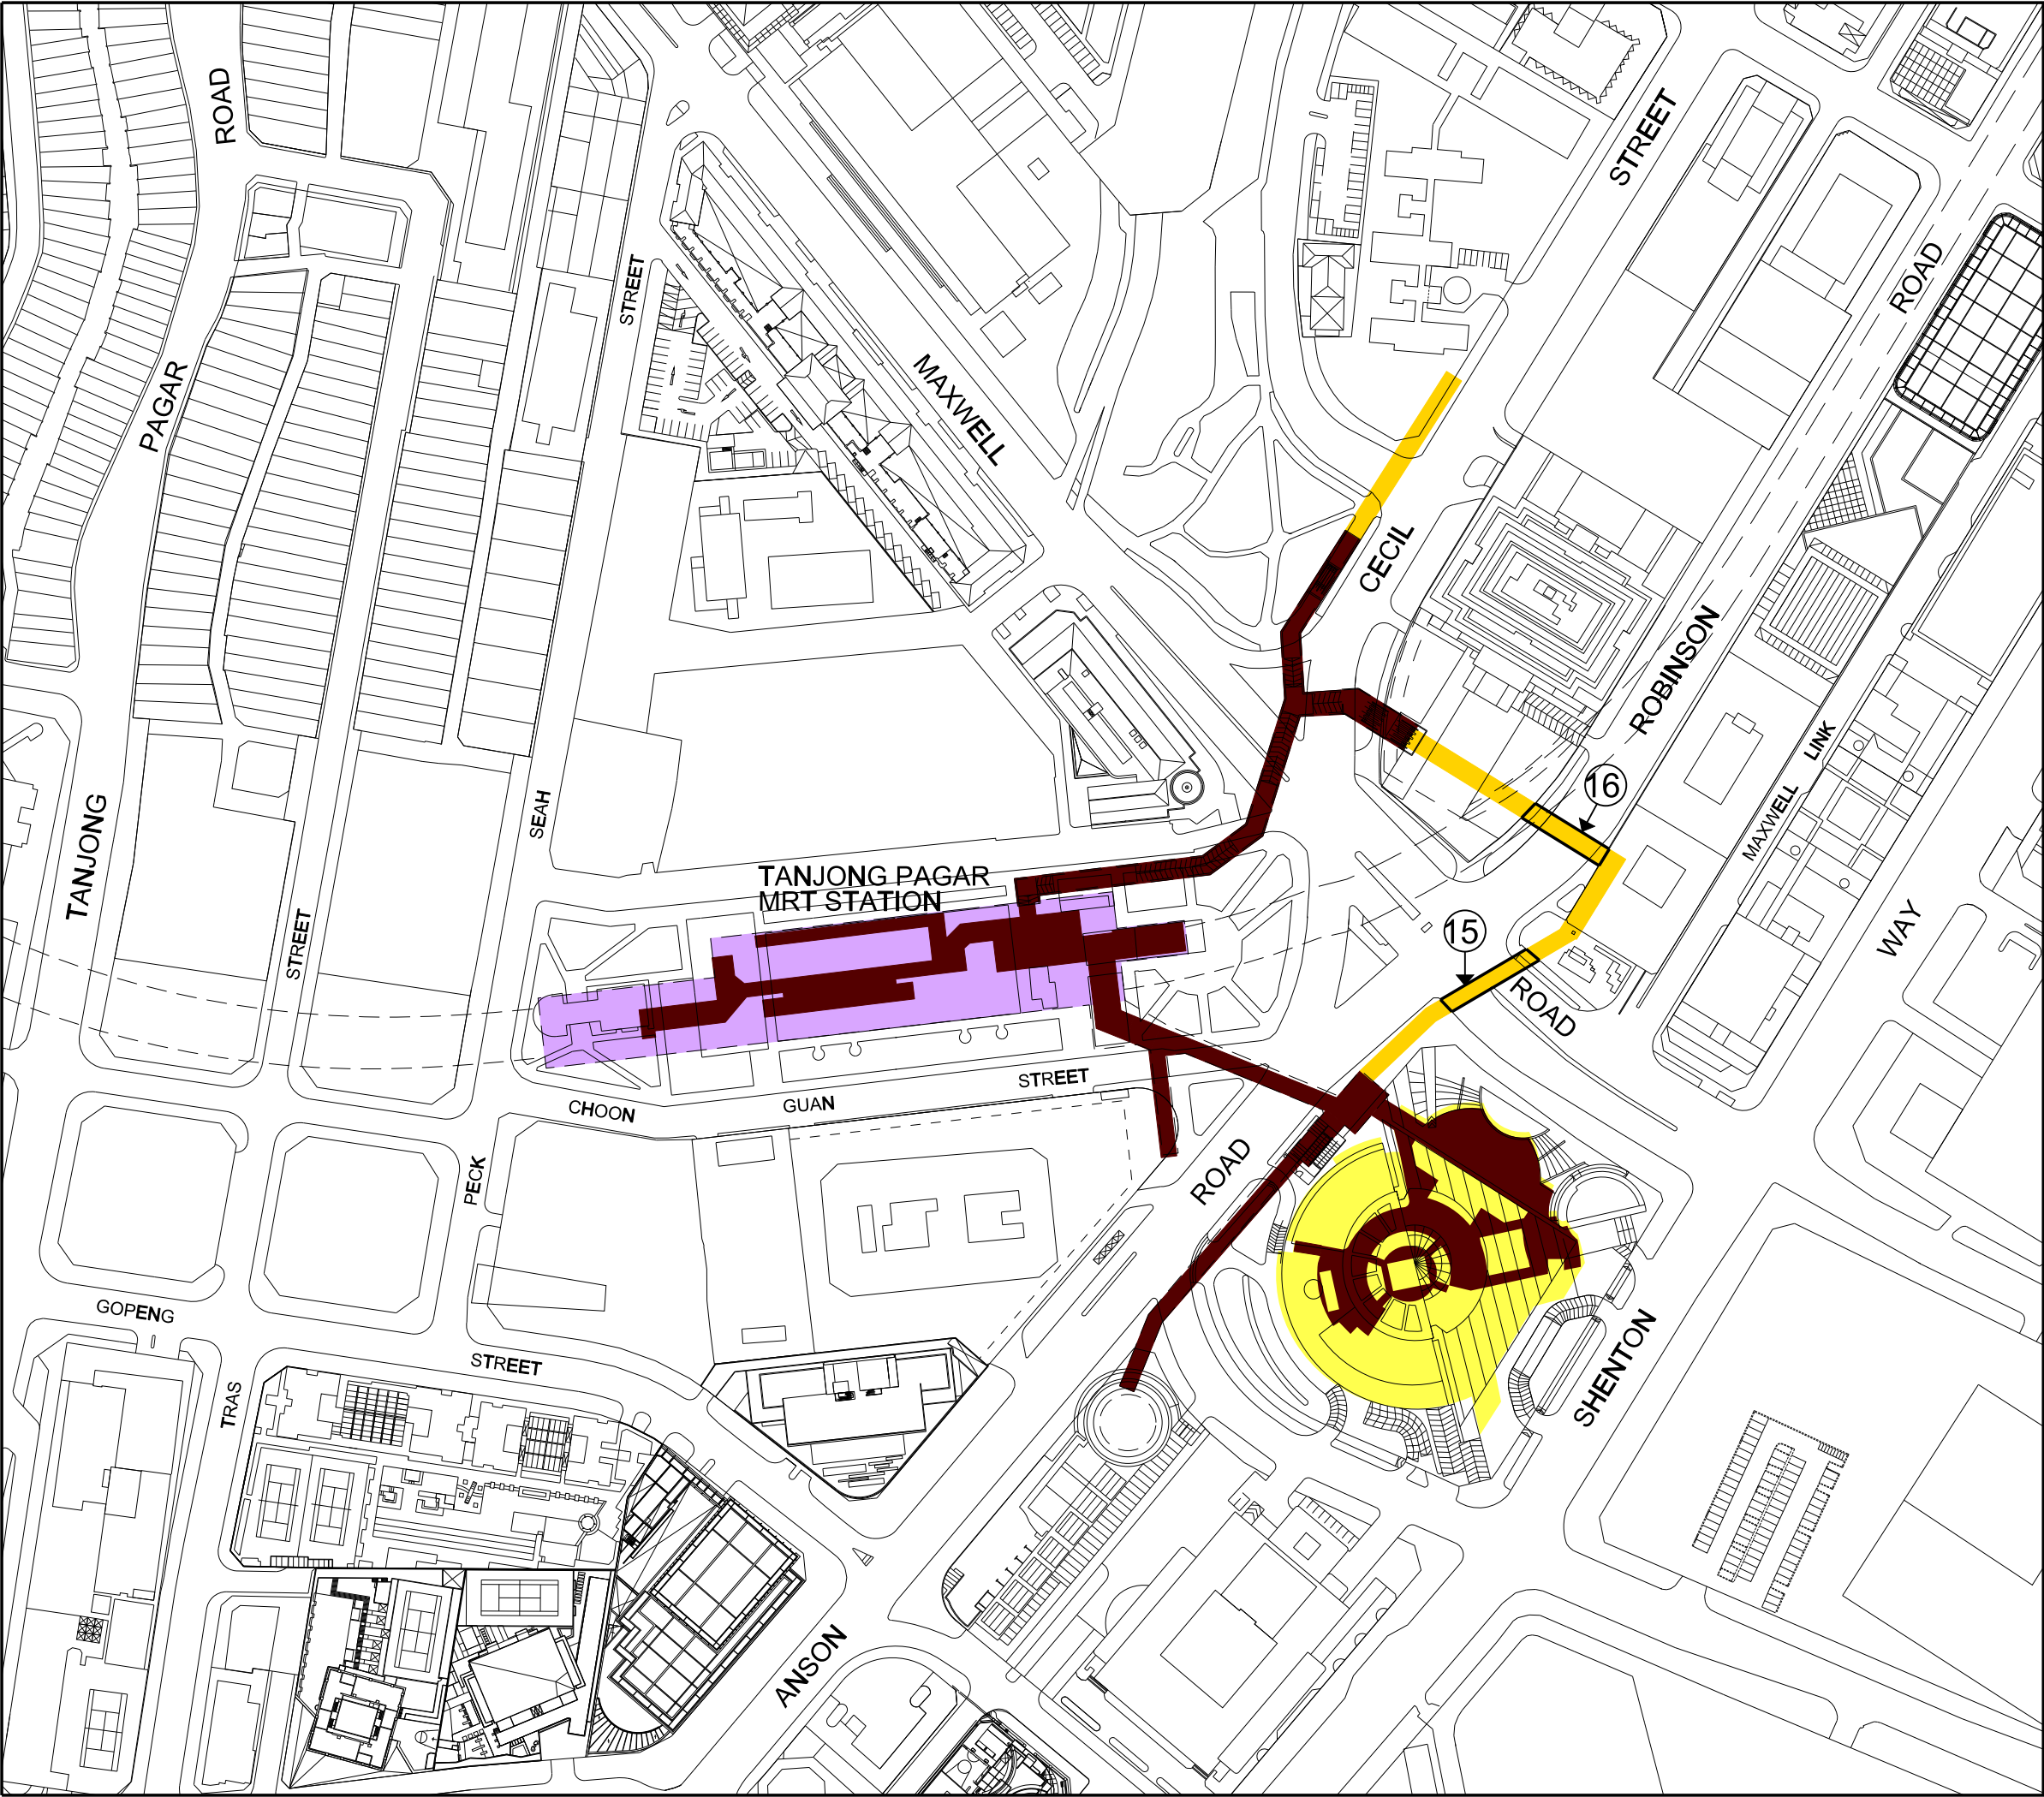 ROAD
STREET
STREET
ROAD
MAXWELL
PAGAR
CECIL
ROBINSON
LINK
16
MAXWELL
SEAH
TANJONG
TANJONG PAGAR
MRT STATION
15
WAY
STREET
ROAD
STREET
CHOON
GUAN
PECK
ROAD
GOPENG
STREET
SHENTON
TRAS
ANSON